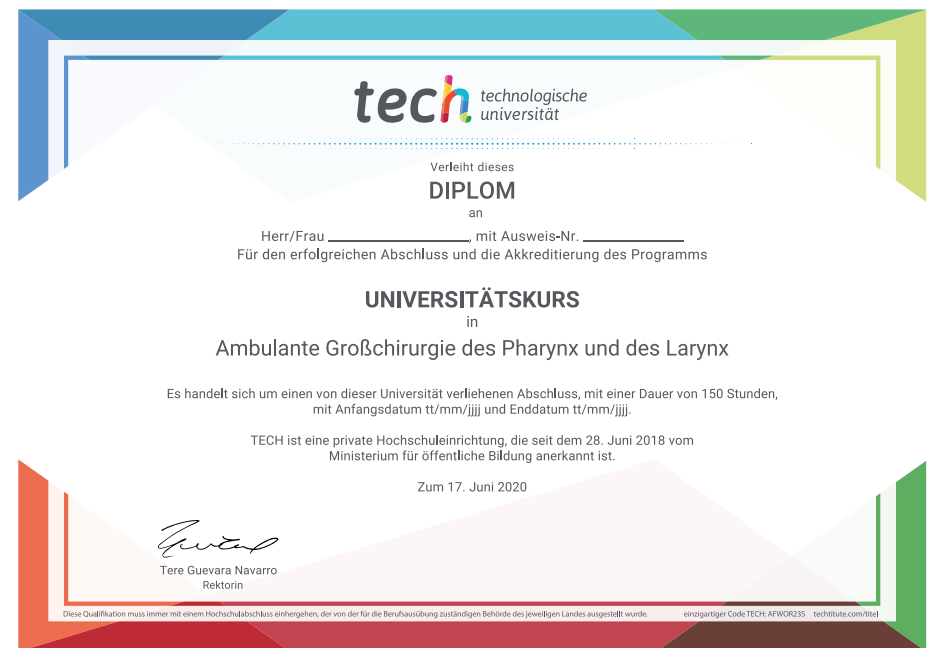 tech technologische
universität
Verleiht dieses
DIPLOM
an
Herr/Frau ____________________, mit Ausweis-Nr. ______________
Für den erfolgreichen Abschluss und die Akkreditierung des Programms
UNIVERSITÄTSKURS
in
Ambulante Großchirurgie des Pharynx und des Larynx
Es handelt sich um einen von dieser Universität verliehenen Abschluss, mit einer Dauer von 150 Stunden,
mit Anfangsdatum tt/mm/jjjj und Enddatum tt/mm/jjjj.
TECH ist eine private Hochschuleinrichtung, die seit dem 28. Juni 2018 vom
Ministerium für öffentliche Bildung anerkannt ist.
Zum 17. Juni 2020
Tere Guevara Navarro
Rektorin
Diese Qualifikation muss immer mit einem Hochschulabschluss einhergehen, der von der für die Berufsausübung zuständigen Behörde des jeweiligen Landes ausgestellt wurde. einzigartiger Code TECH: AFWOR23S techtitute.com/titel